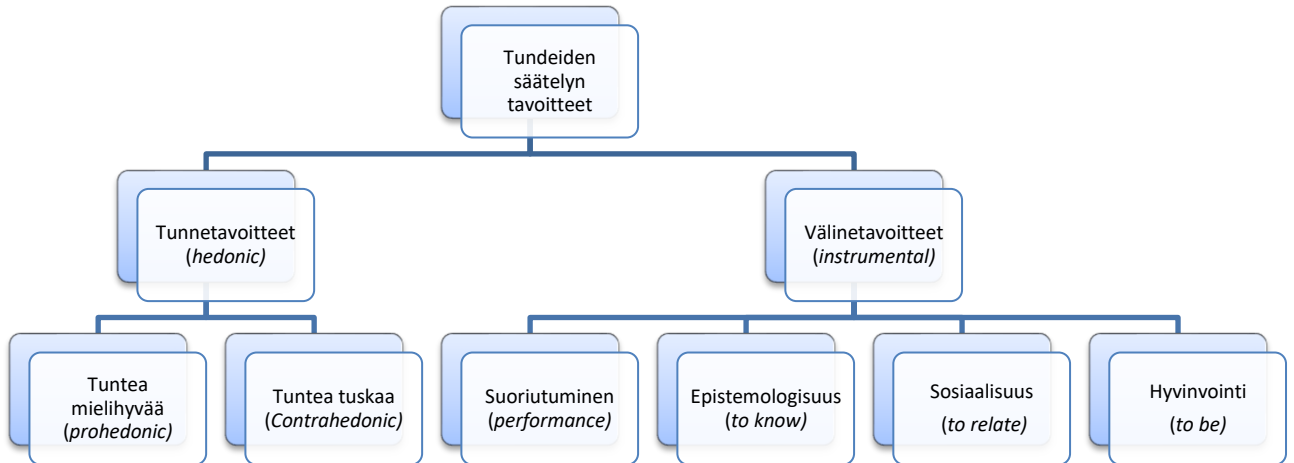 Tundeiden
säätelyn
tavoitteet
Tunnetavoitteet
(hedonic)
Välinetavoitteet
(instrumental)
Tuntea
mielihyvää
(prohedonic)
Tuntea tuskaa
(Contrahedonic)
Suoriutuminen
(performance)
Epistemologisuus
(to know)
Sosiaalisuus
(to relate)
Hyvinvointi
(to be)